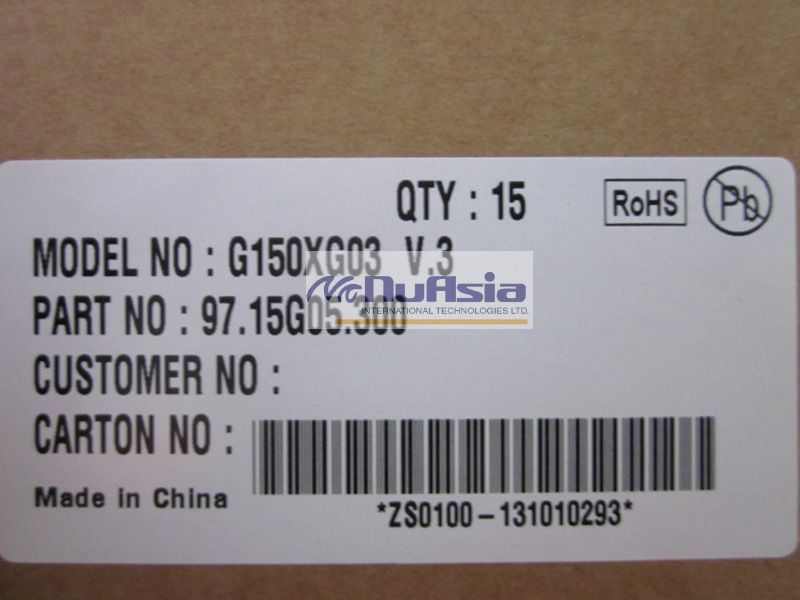 QTY : 15
RoHS
Pb
MODEL NO : G150XG03 V.3
NuAsia
INTERNATIONAL TECHNOLOGIES LTD.
PART NO : 97.15G05.300
CUSTOMER NO :
CARTON NO :
Made in China
*ZS0100-131010293*